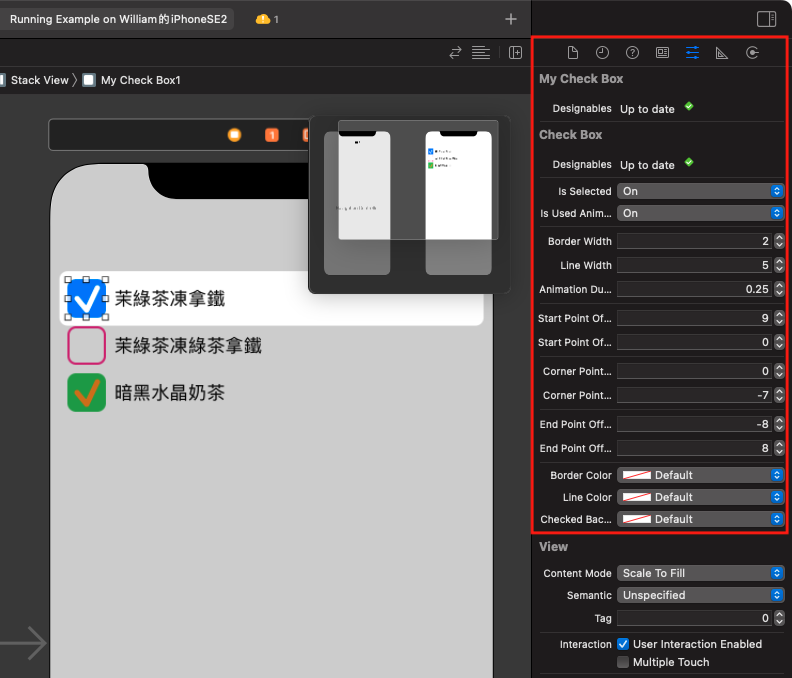 Running Example on William的iPhoneSE2
1
Stack View
My Check Box1
1
茉綠茶凍拿鐵
茉綠茶凍綠茶拿鐵
暗黑水晶奶茶
My Check Box
Designables Up to date
Check Box
Designables Up to date
Is Selected On
Is Used Anim... On
Border Width 2
Line Width 5
Animation Du... 0.25
Start Point Of... 9
Start Point Of... 0
Corner Point... 0
Corner Point... -7
End Point Off... -8
End Point Off... 8
Border Color Default
Line Color Default
Checked Bac... Default
View
Content Mode Scale To Fill
Semantic Unspecified
Tag 0
Interaction User Interaction Enabled
Multiple Touch